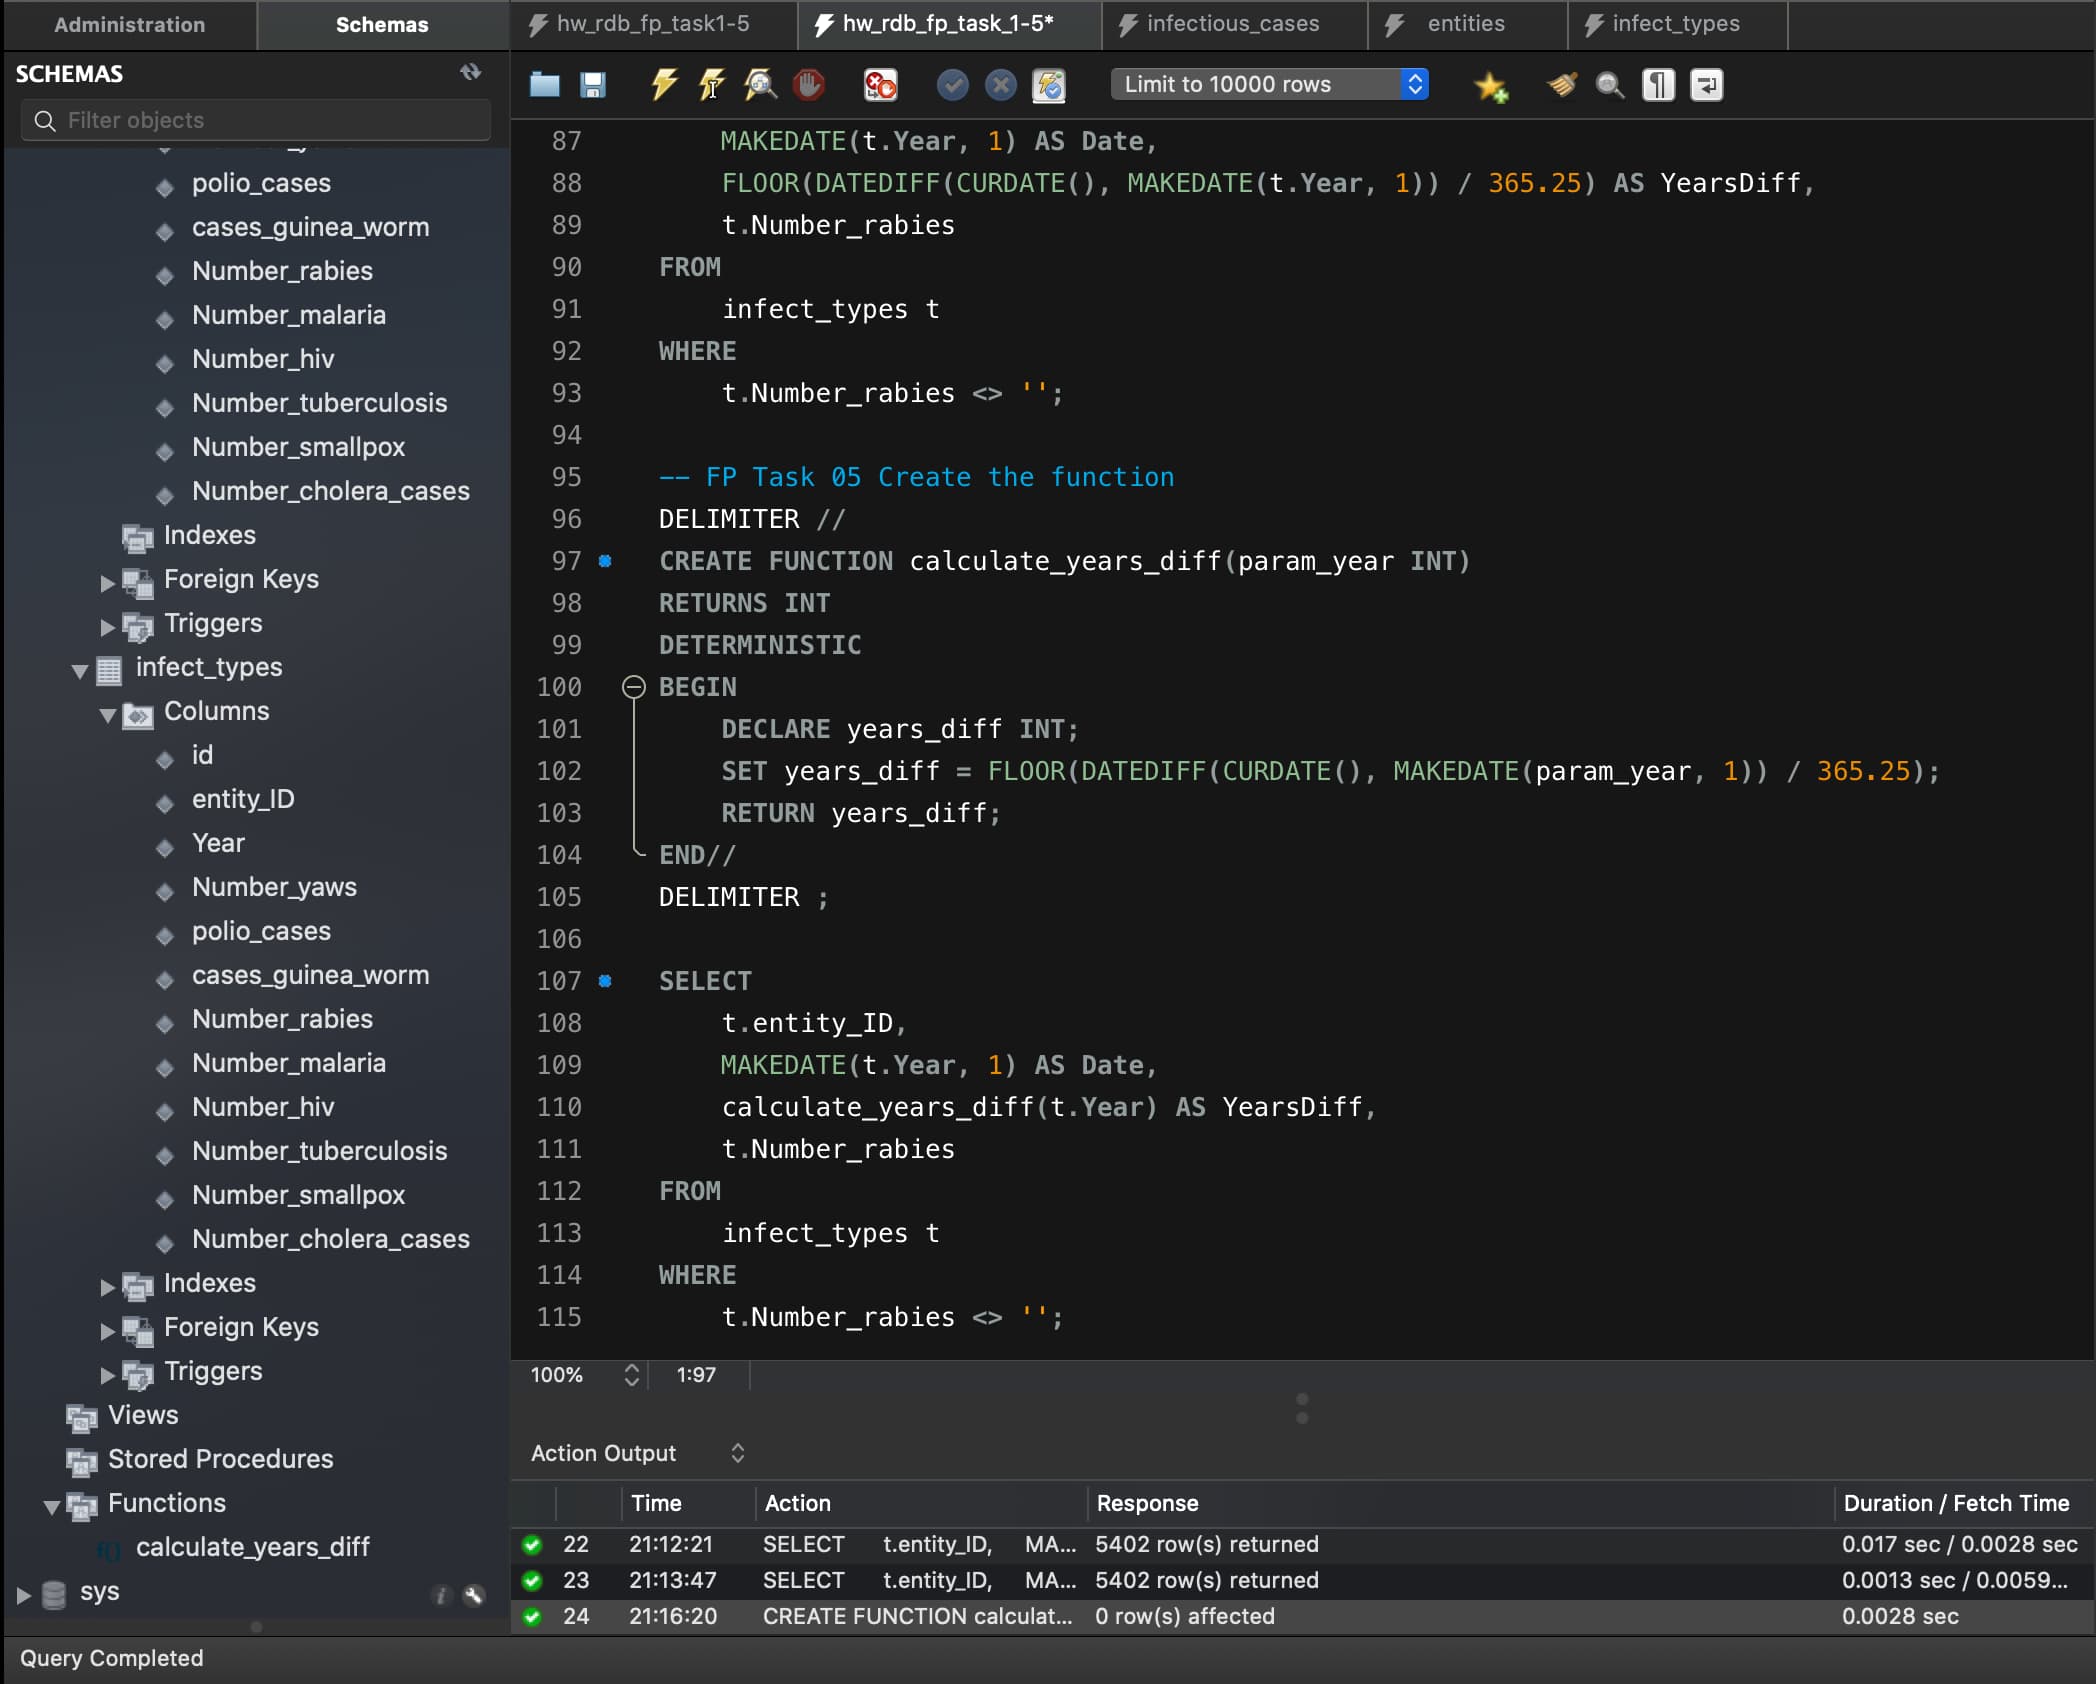 Administration
Schemas
SCHEMAS
Filter objects
polio_cases
cases_guinea_worm
Number_rabies
Number_malaria
Number_hiv
Number_tuberculosis
Number_smallpox
Number_cholera_cases
Indexes
Foreign Keys
Triggers
infect_types
Columns
id
entity_ID
Year
Number_yaws
polio_cases
cases_guinea_worm
Number_rabies
Number_malaria
Number_hiv
Number_tuberculosis
Number_smallpox
Number_cholera_cases
Indexes
Foreign Keys
Triggers
Views
Stored Procedures
Functions
f() calculate_years_diff
sys
hw_rdb_fp_task1-5
hw_rdb_fp_task_1-5*
infectious_cases
entities
infect_types
Limit to 10000 rows
87 MAKEDATE(t.Year, 1) AS Date,
88 FLOOR(DATEDIFF(CURDATE(), MAKEDATE(t.Year, 1)) / 365.25) AS YearsDiff,
89 t.Number_rabies
90 FROM
91 infect_types t
92 WHERE
93 t.Number_rabies <> '';
94
95 -- FP Task 05 Create the function
96 DELIMITER //
97 CREATE FUNCTION calculate_years_diff(param_year INT)
98 RETURNS INT
99 DETERMINISTIC
100 BEGIN
101 DECLARE years_diff INT;
102 SET years_diff = FLOOR(DATEDIFF(CURDATE(), MAKEDATE(param_year, 1)) / 365.25);
103 RETURN years_diff;
104 END//
105 DELIMITER ;
106
107 SELECT
108 t.entity_ID,
109 MAKEDATE(t.Year, 1) AS Date,
110 calculate_years_diff(t.Year) AS YearsDiff,
111 t.Number_rabies
112 FROM
113 infect_types t
114 WHERE
115 t.Number_rabies <> '';
100% 1:97
Action Output
Time Action Response Duration / Fetch Time
22 21:12:21 SELECT t.entity_ID, MA... 5402 row(s) returned 0.017 sec / 0.0028 sec
23 21:13:47 SELECT t.entity_ID, MA... 5402 row(s) returned 0.0013 sec / 0.0059...
24 21:16:20 CREATE FUNCTION calculat... 0 row(s) affected 0.0028 sec
Query Completed